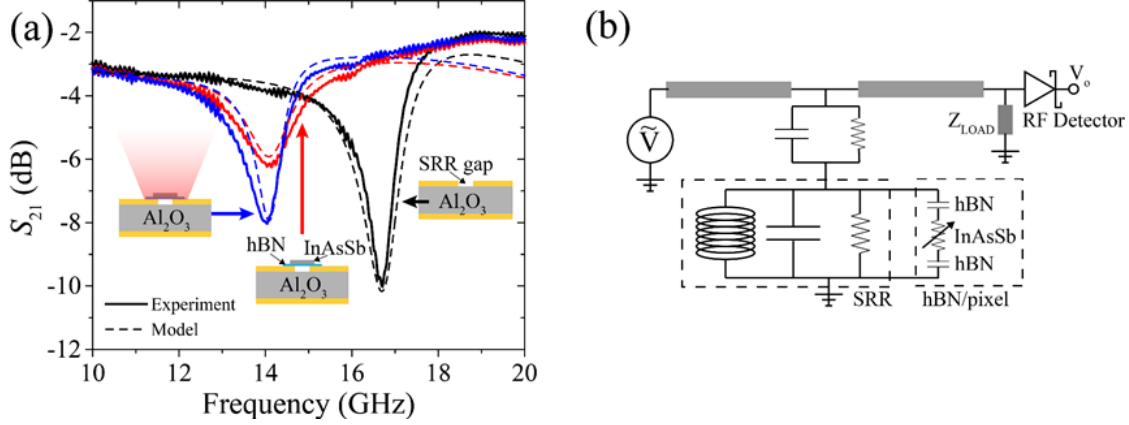 (a)
-2
-4
-6
-8
-10
-12
S21 (dB)
10
12
14
16
18
20
Frequency (GHz)
SRR gap
Al2O3
Al2O3
hBN
InAsSb
Al2O3
Experiment
Model
(b)
Ṽ
ZLOAD
Vo
RF Detector
hBN
InAsSb
hBN
SRR
hBN/pixel